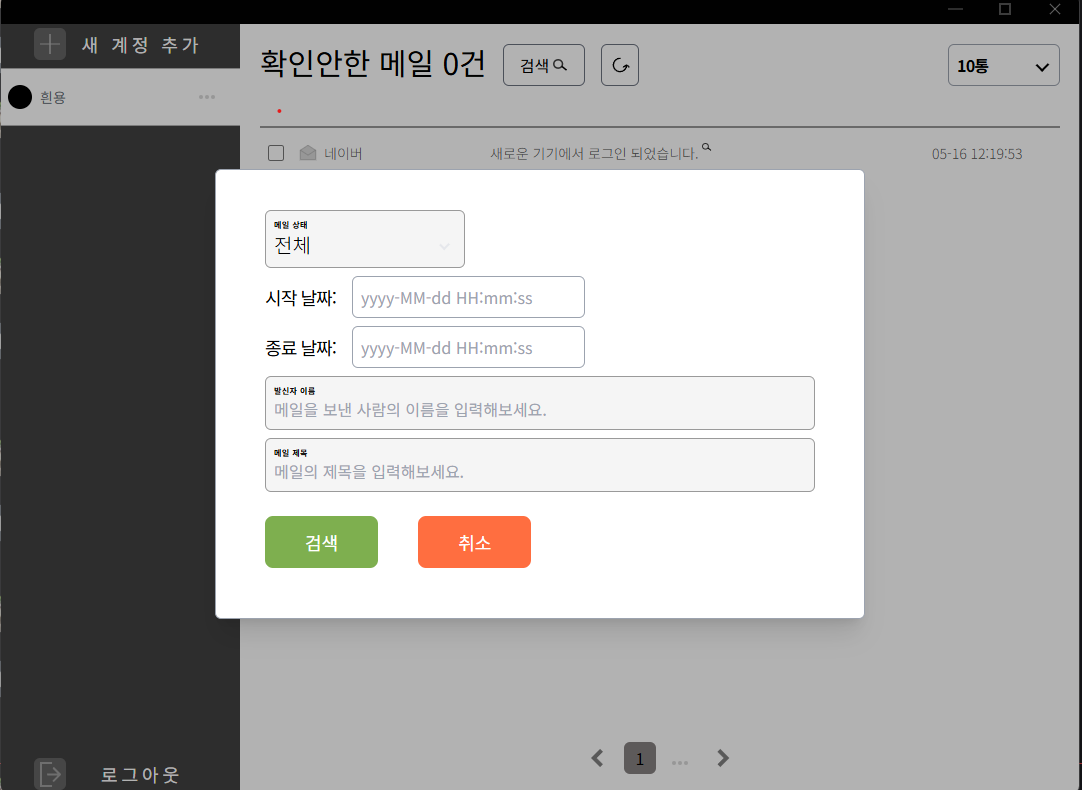 새 계정 추가
확인안한 메일 0건
검색
10통
흰용
네이버 새로운 기기에서 로그인 되었습니다. 05-16 12:19:53
메일 상태
전체
시작 날짜: yyyy-MM-dd HH:mm:ss
종료 날짜: yyyy-MM-dd HH:mm:ss
발신자 이름
메일을 보낸 사람의 이름을 입력해보세요.
메일 제목
메일의 제목을 입력해보세요.
검색 취소
1 ...
로그아웃